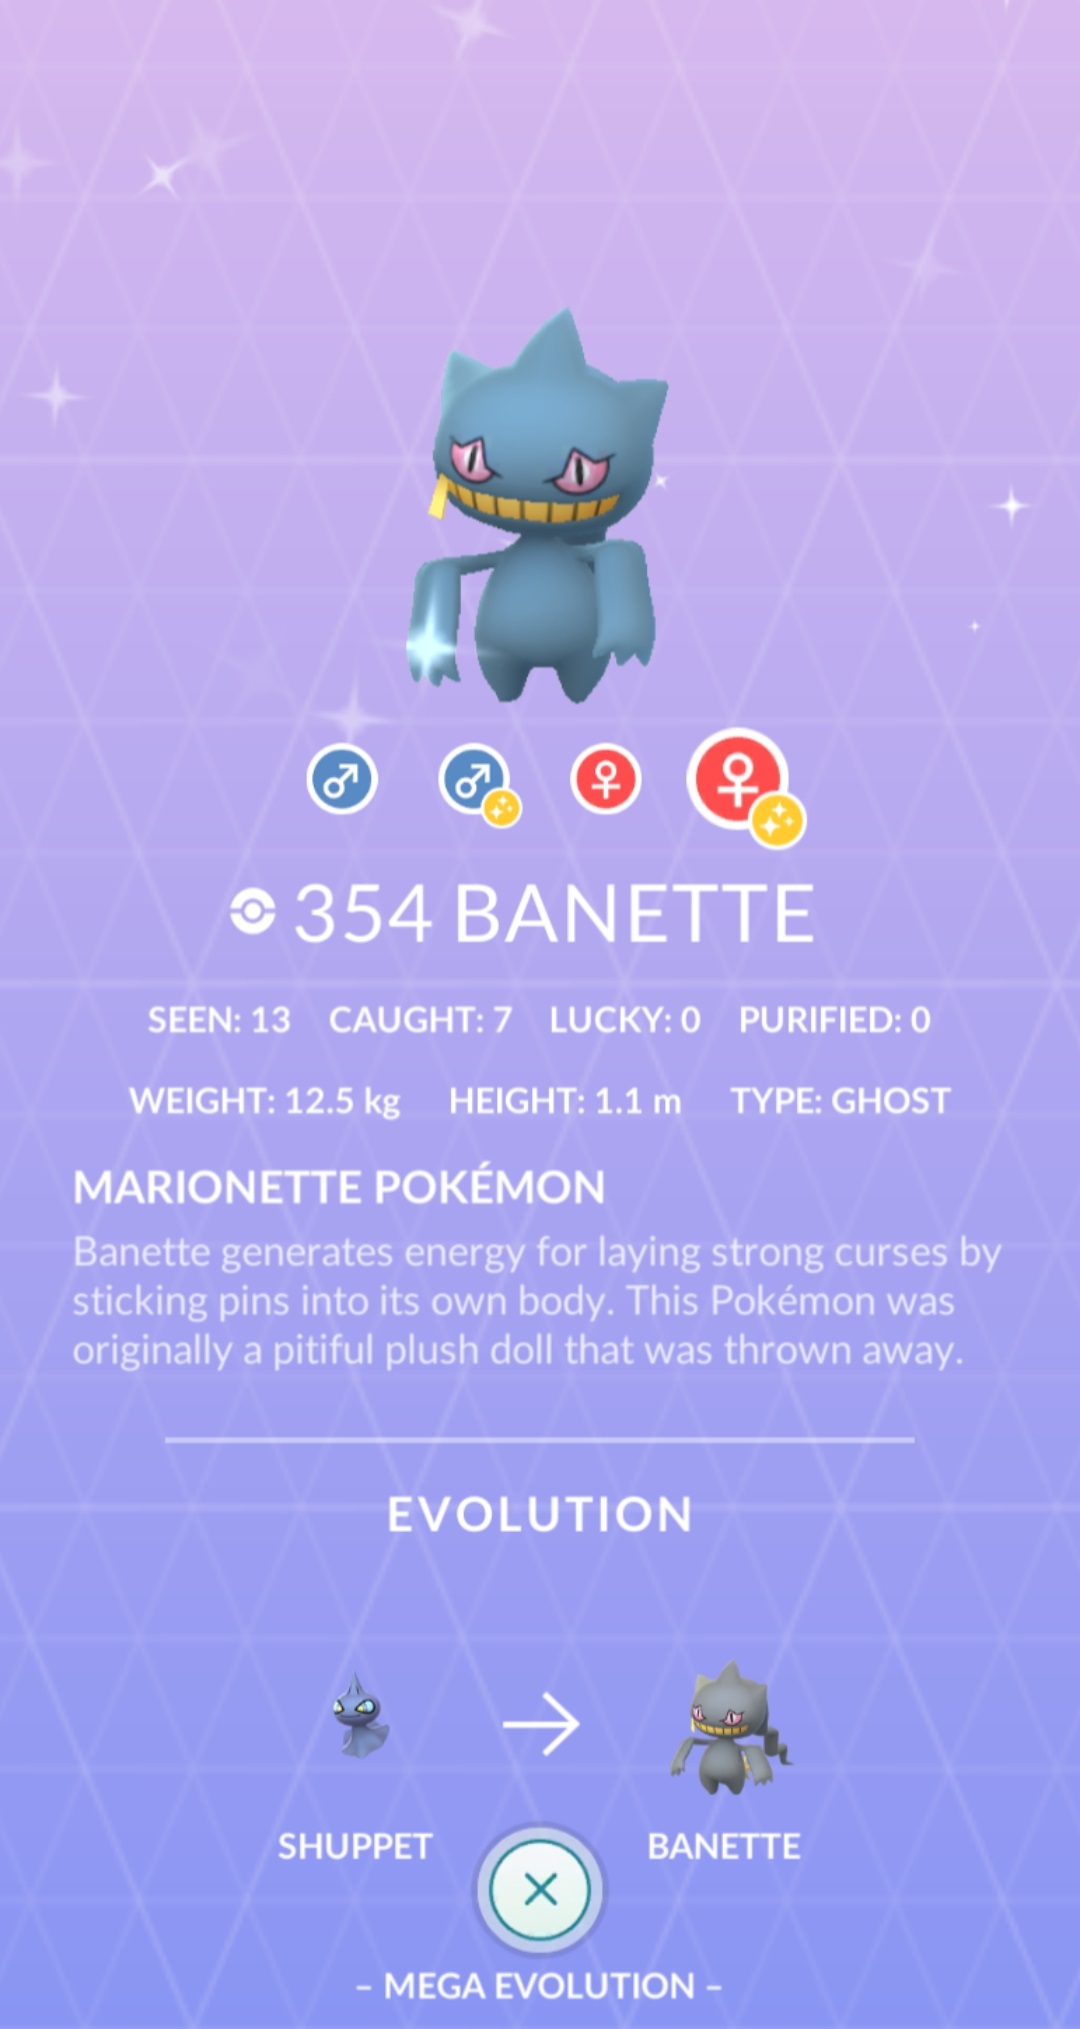 354 BANETTE
SEEN: 13 CAUGHT: 7 LUCKY: 0 PURIFIED: 0
WEIGHT: 12.5 kg HEIGHT: 1.1 m TYPE: GHOST
MARIONETTE POKÉMON
Banette generates energy for laying strong curses by
sticking pins into its own body. This Pokémon was
originally a pitiful plush doll that was thrown away.
EVOLUTION
SHUPPET BANETTE
– MEGA EVOLUTION –